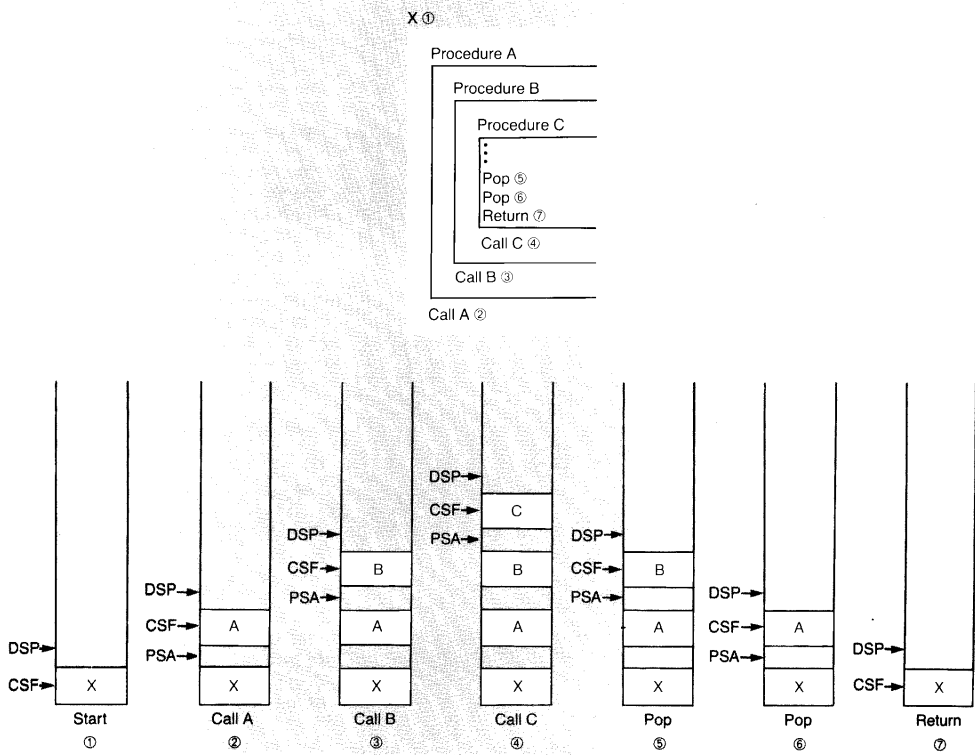 X ①
Procedure A
Procedure B
Procedure C
Pop ⑤
Pop ⑥
Return ⑦
Call C ④
Call B ③
Call A ②
DSP
CSF
X
Start
①
DSP
CSF
A
PSA
X
Call A
②
DSP
CSF
B
PSA
A
X
Call B
③
DSP
CSF
C
PSA
B
A
X
Call C
④
DSP
CSF
B
PSA
A
X
Pop
⑤
DSP
CSF
A
PSA
X
Pop
⑥
DSP
CSF
X
Return
⑦